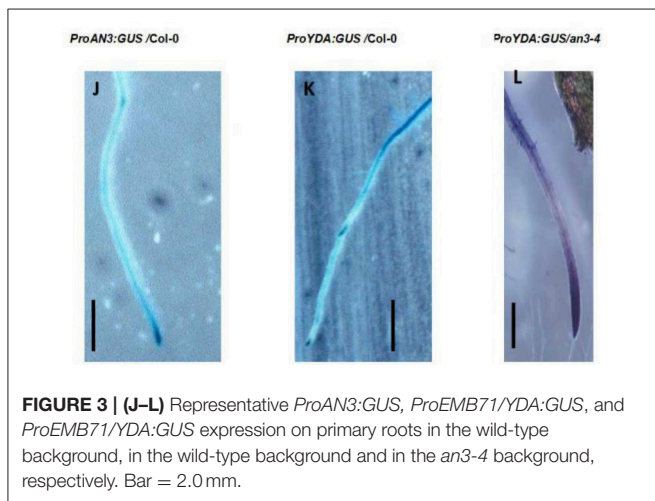 ProAN3:GUS /Col-0 ProYDA:GUS/Col-0 ProYDA:GUS/an3-4
J K L
FIGURE 3 | (J–L) Representative ProAN3:GUS, ProEMB71/YDA:GUS, and
ProEMB71/YDA:GUS expression on primary roots in the wild-type
background, in the wild-type background and in the an3-4 background,
respectively. Bar = 2.0 mm.